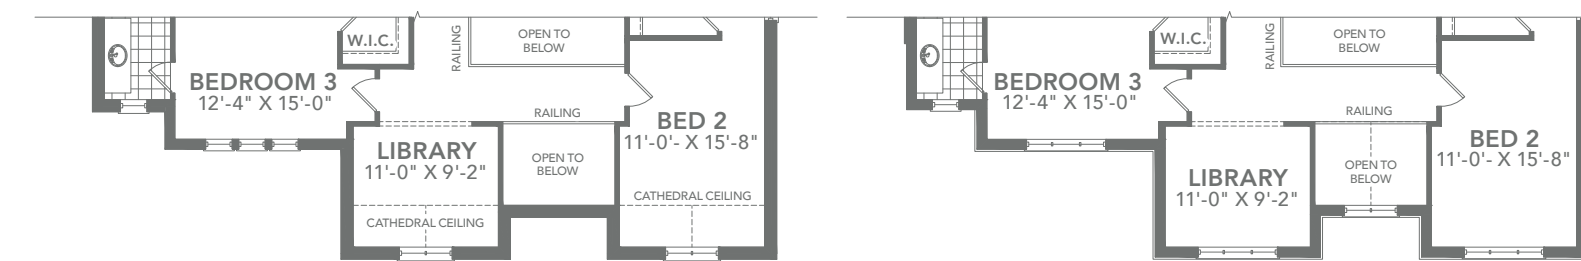 W.I.C.
RAILING
OPEN TO
BELOW
BEDROOM 3
12'-4" X 15'-0"
RAILING
BED 2
11'-0'- X 15'-8"
LIBRARY
11'-0" X 9'-2"
OPEN TO
BELOW
CATHEDRAL CEILING
CATHEDRAL CEILING
W.I.C.
RAILING
OPEN TO
BELOW
BEDROOM 3
12'-4" X 15'-0"
RAILING
BED 2
11'-0'- X 15'-8"
OPEN TO
BELOW
LIBRARY
11'-0" X 9'-2"